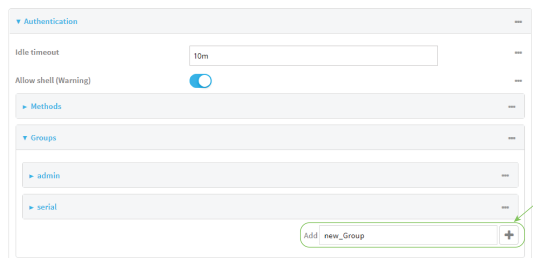 ▾ Authentication
Idle timeout 10m
Allow shell (Warning)
▸ Methods
▾ Groups
▸ admin
▸ serial
Add new_Group